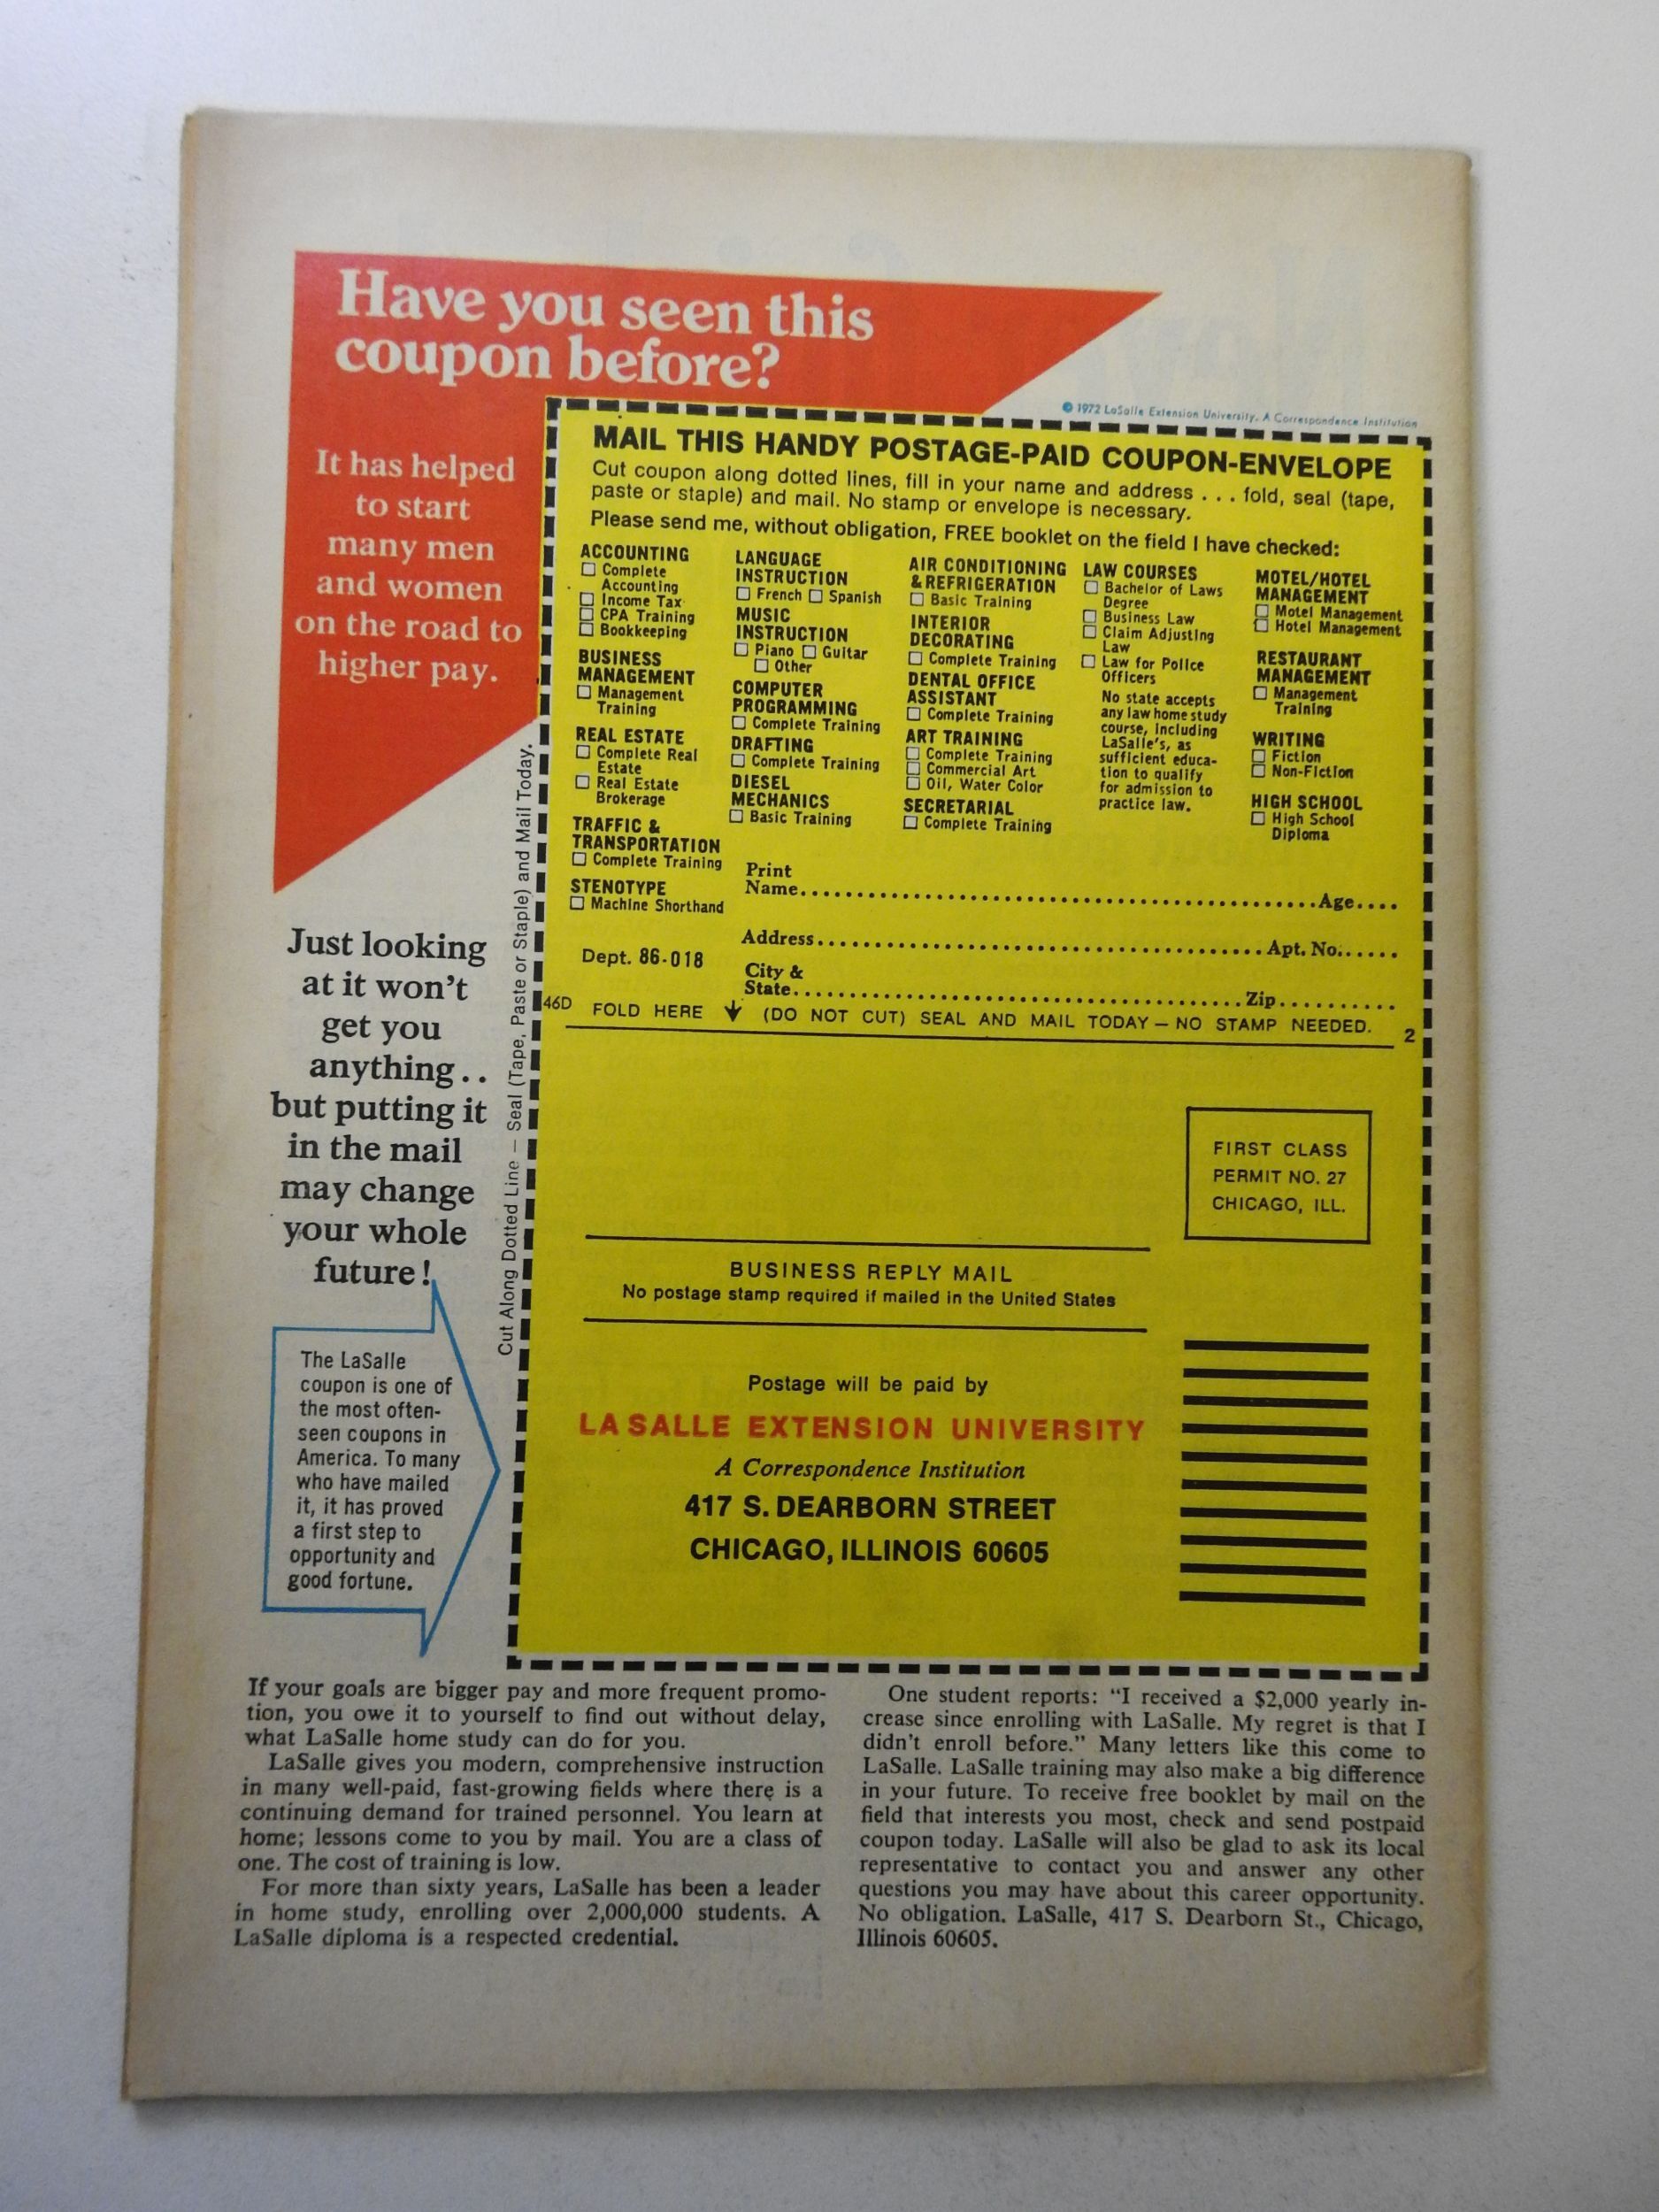 Have you seen this
coupon before?
It has helped
to start
many men
and women
on the road to
higher pay.
Just looking
at it won't
get you
anything..
but putting it
in the mail
may change
your whole
future!
The LaSalle
coupon is one of
the most often-
seen coupons in
America. To many
who have mailed
it, it has proved
a first step to
opportunity and
good fortune.
Cut Along Dotted Line — Seal (Tape, Paste or Staple) and Mail Today.
© 1972 LaSalle Extension University. A Correspondence Institution
MAIL THIS HANDY POSTAGE-PAID COUPON-ENVELOPE
Cut coupon along dotted lines, fill in your name and address . . . fold, seal (tape,
paste or staple) and mail. No stamp or envelope is necessary.
Please send me, without obligation, FREE booklet on the field I have checked:
ACCOUNTING
☐ Complete
Accounting
☐ Income Tax
☐ CPA Training
☐ Bookkeeping
BUSINESS
MANAGEMENT
☐ Management
Training
REAL ESTATE
☐ Complete Real
Estate
☐ Real Estate
Brokerage
TRAFFIC &
TRANSPORTATION
☐ Complete Training
STENOTYPE
☐ Machine Shorthand
LANGUAGE
INSTRUCTION
☐ French ☐ Spanish
MUSIC
INSTRUCTION
☐ Piano ☐ Guitar
☐ Other
COMPUTER
PROGRAMMING
☐ Complete Training
DRAFTING
☐ Complete Training
DIESEL
MECHANICS
☐ Basic Training
AIR CONDITIONING
& REFRIGERATION
☐ Basic Training
INTERIOR
DECORATING
☐ Complete Training
DENTAL OFFICE
ASSISTANT
☐ Complete Training
ART TRAINING
☐ Complete Training
☐ Commercial Art
☐ Oil, Water Color
SECRETARIAL
☐ Complete Training
LAW COURSES
☐ Bachelor of Laws
Degree
☐ Business Law
☐ Claim Adjusting
Law
☐ Law for Police
Officers
No state accepts
any law home study
course, including
LaSalle's, as
sufficient educa-
tion to qualify
for admission to
practice law.
MOTEL/HOTEL
MANAGEMENT
☐ Motel Management
☐ Hotel Management
RESTAURANT
MANAGEMENT
☐ Management
Training
WRITING
☐ Fiction
☐ Non-Fiction
HIGH SCHOOL
☐ High School
Diploma
Print
Name..........Age....
Address..........Apt. No......
Dept. 86-018
City &
State..........Zip..........
46D FOLD HERE ↓ (DO NOT CUT) SEAL AND MAIL TODAY — NO STAMP NEEDED. 2
FIRST CLASS
PERMIT NO. 27
CHICAGO, ILL.
BUSINESS REPLY MAIL
No postage stamp required if mailed in the United States
Postage will be paid by
LA SALLE EXTENSION UNIVERSITY
A Correspondence Institution
417 S. DEARBORN STREET
CHICAGO, ILLINOIS 60605
If your goals are bigger pay and more frequent promo-
tion, you owe it to yourself to find out without delay,
what LaSalle home study can do for you.
LaSalle gives you modern, comprehensive instruction
in many well-paid, fast-growing fields where there is a
continuing demand for trained personnel. You learn at
home; lessons come to you by mail. You are a class of
one. The cost of training is low.
For more than sixty years, LaSalle has been a leader
in home study, enrolling over 2,000,000 students. A
LaSalle diploma is a respected credential.
One student reports: "I received a $2,000 yearly in-
crease since enrolling with LaSalle. My regret is that I
didn't enroll before." Many letters like this come to
LaSalle. LaSalle training may also make a big difference
in your future. To receive free booklet by mail on the
field that interests you most, check and send postpaid
coupon today. LaSalle will also be glad to ask its local
representative to contact you and answer any other
questions you may have about this career opportunity.
No obligation. LaSalle, 417 S. Dearborn St., Chicago,
Illinois 60605.